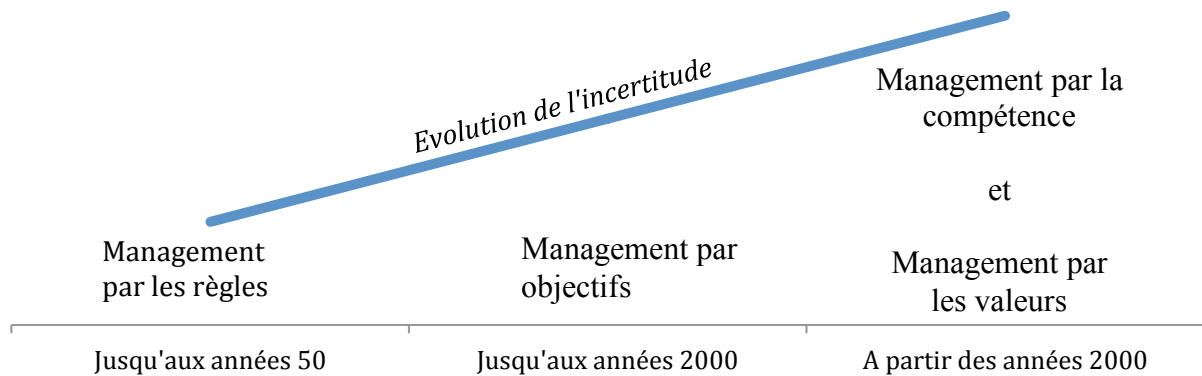 Evolution de l'incertitude
Management par la
compétence
et
Management par
les valeurs
Management par
objectifs
Management
par les règles
Jusqu'aux années 50
Jusqu'aux années 2000
A partir des années 2000